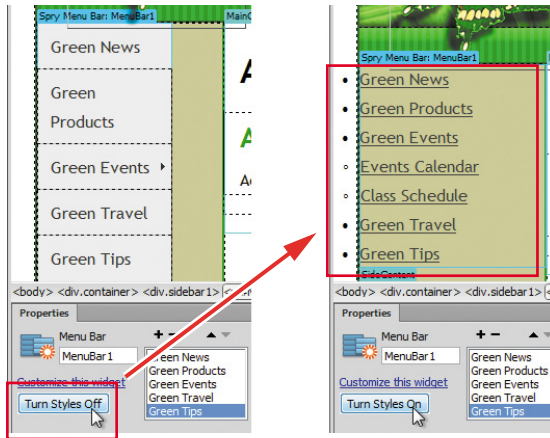 Spry Menu Bar: MenuBar1
Green News
Green
Products
Green Events
Green Travel
Green Tips
<body> <div.container> <div.sidebar1>
Properties
Menu Bar
MenuBar1
Customize this widget
Turn Styles Off
Green News
Green Products
Green Events
Green Travel
Green Tips
Spry Menu Bar: MenuBar1
Green News
Green Products
Green Events
Events Calendar
Class Schedule
Green Travel
Green Tips
SideContent
<body> <div.container> <div.sidebar1>
Properties
Menu Bar
MenuBar1
Customize this widget
Turn Styles On
Green News
Green Products
Green Events
Green Travel
Green Tips